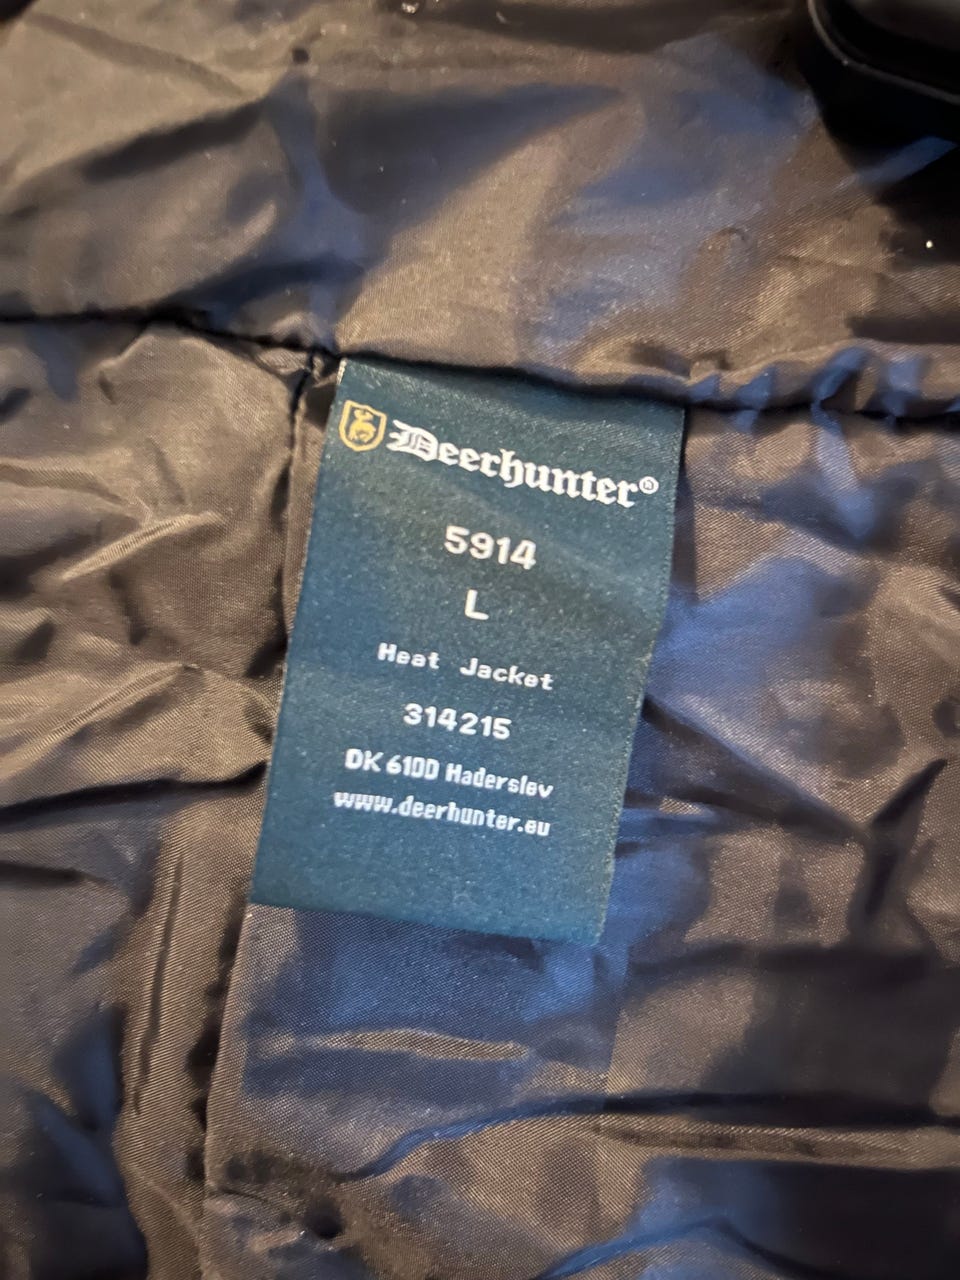 Deerhunter®
5914
L
Heat Jacket
314215
DK 6100 Haderslev
www.deerhunter.eu